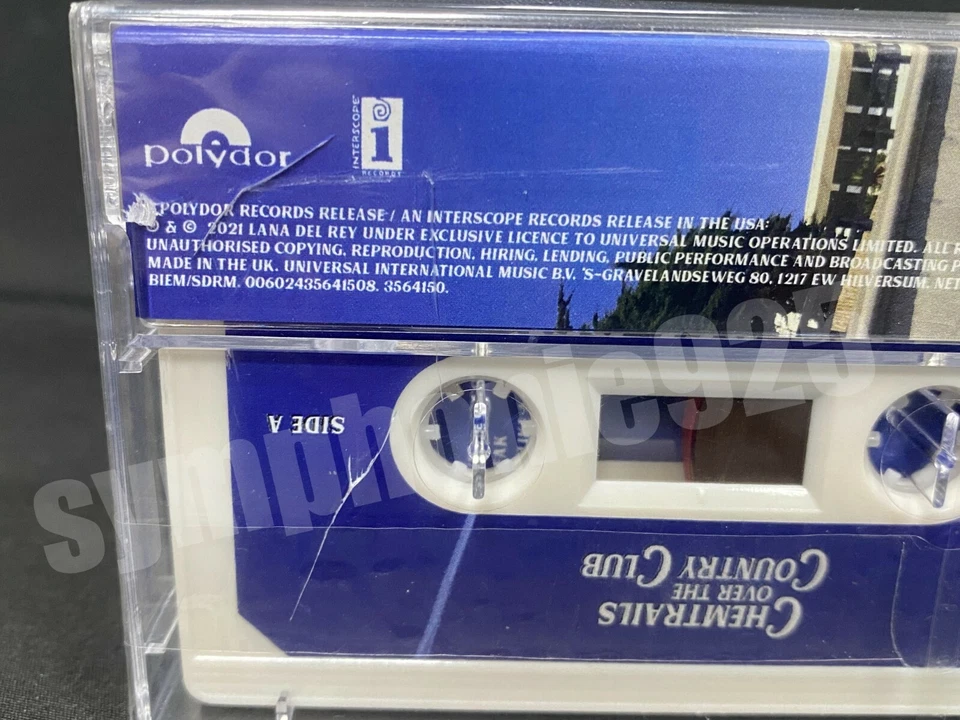 polydor
INTERSCOPE
i
RECORDS
POLYDOR RECORDS RELEASE / AN INTERSCOPE RECORDS RELEASE IN THE USA:
& © 2021 LANA DEL REY UNDER EXCLUSIVE LICENCE TO UNIVERSAL MUSIC OPERATIONS LIMITED. ALL
UNAUTHORISED COPYING, REPRODUCTION, HIRING, LENDING, PUBLIC PERFORMANCE AND BROADCASTING
MADE IN THE UK. UNIVERSAL INTERNATIONAL MUSIC B.V. 'S-GRAVELANDSEWEG 80, 1217 EW HILVERSUM,
BIEM/SDRM. 00602435641508. 3564150.
SIDE A
CHEMTRAILS
OVER THE
COUNTRY CLUB
symphonie925